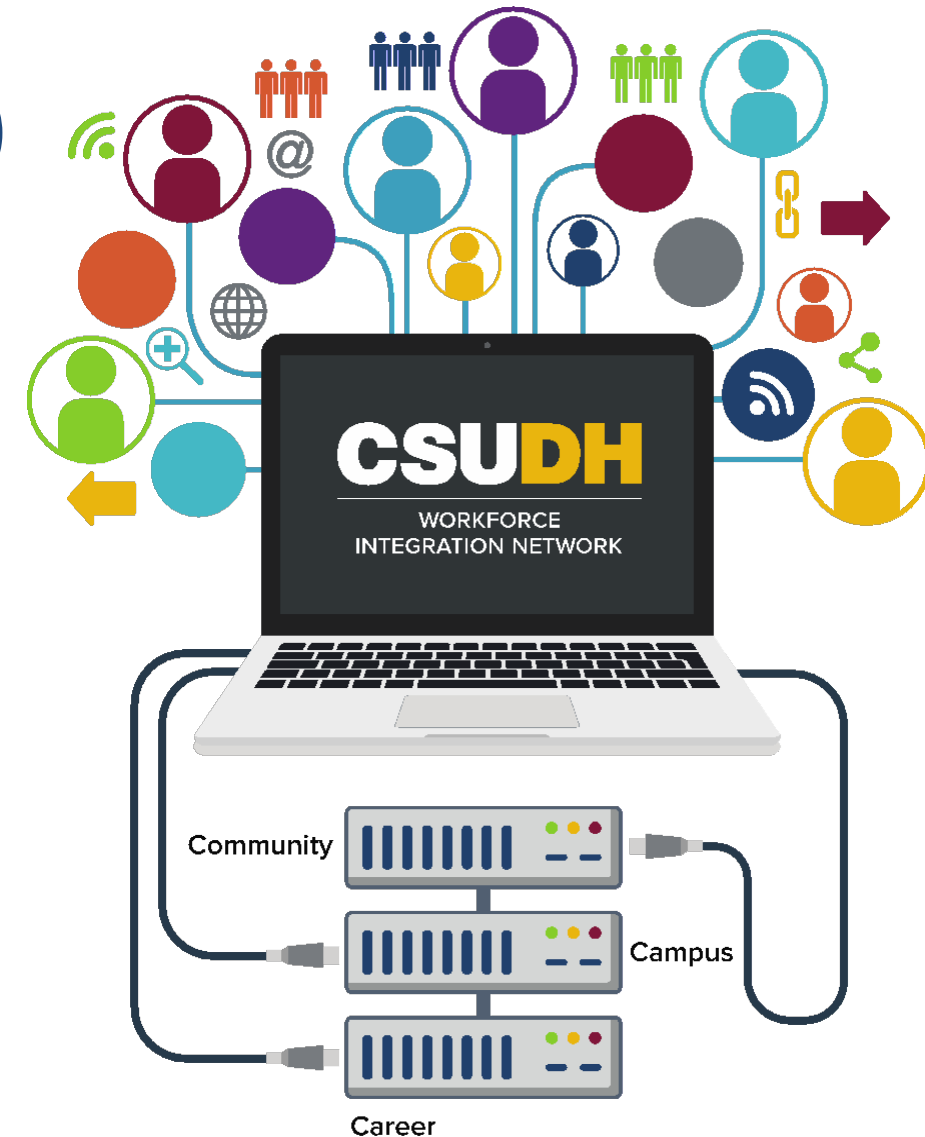 @
CSUDH
WORKFORCE
INTEGRATION NETWORK
Community
Campus
Career